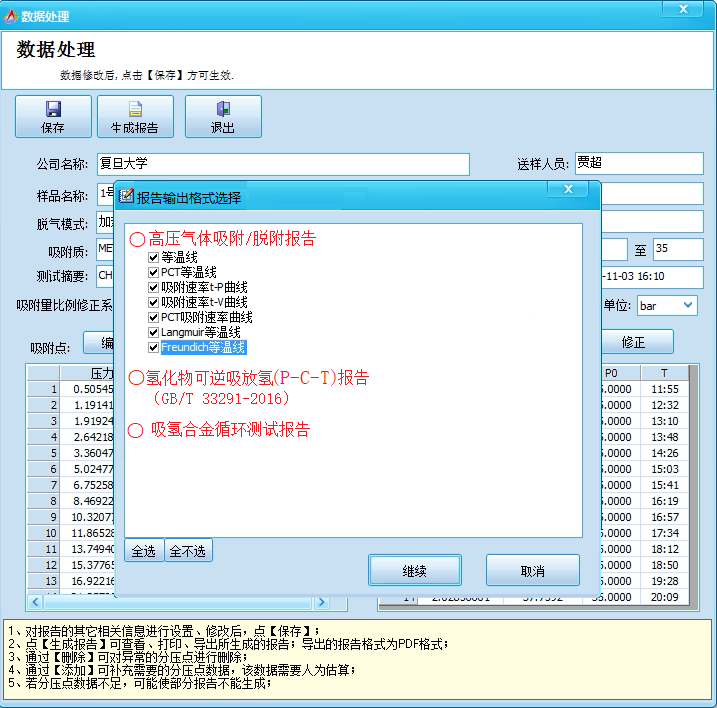 数据处理
数据处理
数据修改后, 点击【保存】方可生效.
保存 生成报告 退出
公司名称: 复旦大学 送样人员: 贾超
样品名称: 1号
脱气模式: 加
吸附质: ME 至 35
测试摘要: CH -11-03 16:10
吸附量比例修正系 单位: bar
吸附点: 编 修正
报告输出格式选择
○高压气体吸附/脱附报告
等温线
PCT等温线
吸附速率t-P曲线
吸附速率t-V曲线
PCT吸附速率曲线
Langmuir等温线
Freundich等温线
○氢化物可逆吸放氢(P-C-T)报告
(GB/T 33291-2016)
○ 吸氢合金循环测试报告
全选 全不选
继续 取消
压力 P0 T
1 0.50545 5.0000 11:55
2 1.19141 5.0000 12:32
3 1.91924 5.0000 13:10
4 2.64218 5.0000 13:48
5 3.36047 5.0000 14:26
6 5.02477 5.0000 15:03
7 6.75258 5.0000 15:41
8 8.46922 5.0000 16:19
9 10.3207 5.0000 16:57
10 11.8652 5.0000 17:34
11 13.7494 5.0000 18:12
12 15.3776 5.0000 18:50
13 16.9221 5.0000 19:28
20:09
1、对报告的其它相关信息进行设置、修改后，点【保存】；
2、点【生成报告】可查看、打印、导出所生成的报告；导出的报告格式为PDF格式；
3、通过【删除】可对异常的分压点进行删除；
4、通过【添加】可补充需要的分压点数据，该数据需要人为估算；
5、若分压点数据不足，可能使部分报告不能生成；